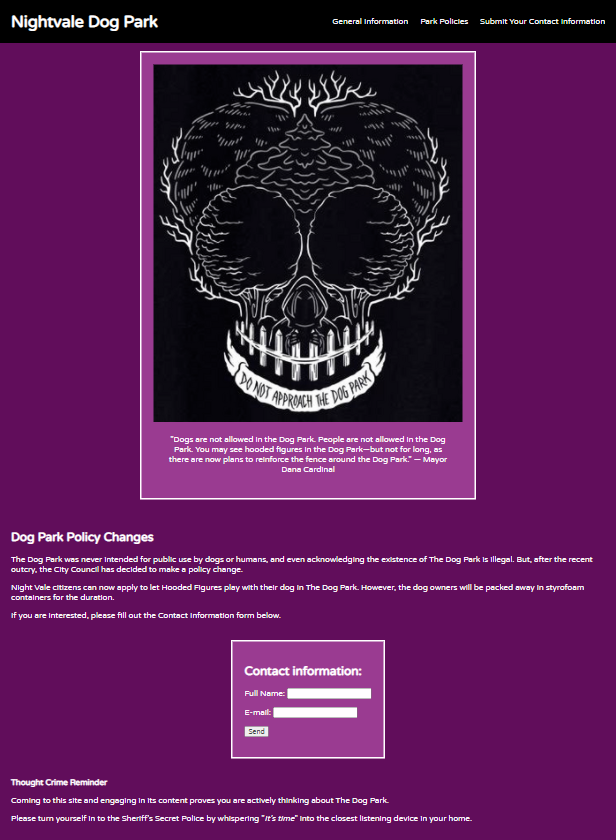 Nightvale Dog Park
General Information Park Policies Submit Your Contact Information
DO NOT APPROACH THE DOG PARK
"Dogs are not allowed in the Dog Park. People are not allowed in the Dog
Park. You may see hooded figures in the Dog Park—but not for long, as
there are now plans to reinforce the fence around the Dog Park." — Mayor
Dana Cardinal
Dog Park Policy Changes
The Dog Park was never intended for public use by dogs or humans, and even acknowledging the existence of The Dog Park is illegal. But, after the recent
outcry, the City Council has decided to make a policy change.
Night Vale citizens can now apply to let Hooded Figures play with their dog in The Dog Park. However, the dog owners will be packed away in styrofoam
containers for the duration.
If you are interested, please fill out the Contact Information form below.
Contact information:
Full Name:
E-mail:
Send
Thought Crime Reminder
Coming to this site and engaging in its content proves you are actively thinking about The Dog Park.
Please turn yourself in to the Sheriff's Secret Police by whispering "it's time" into the closest listening device in your home.